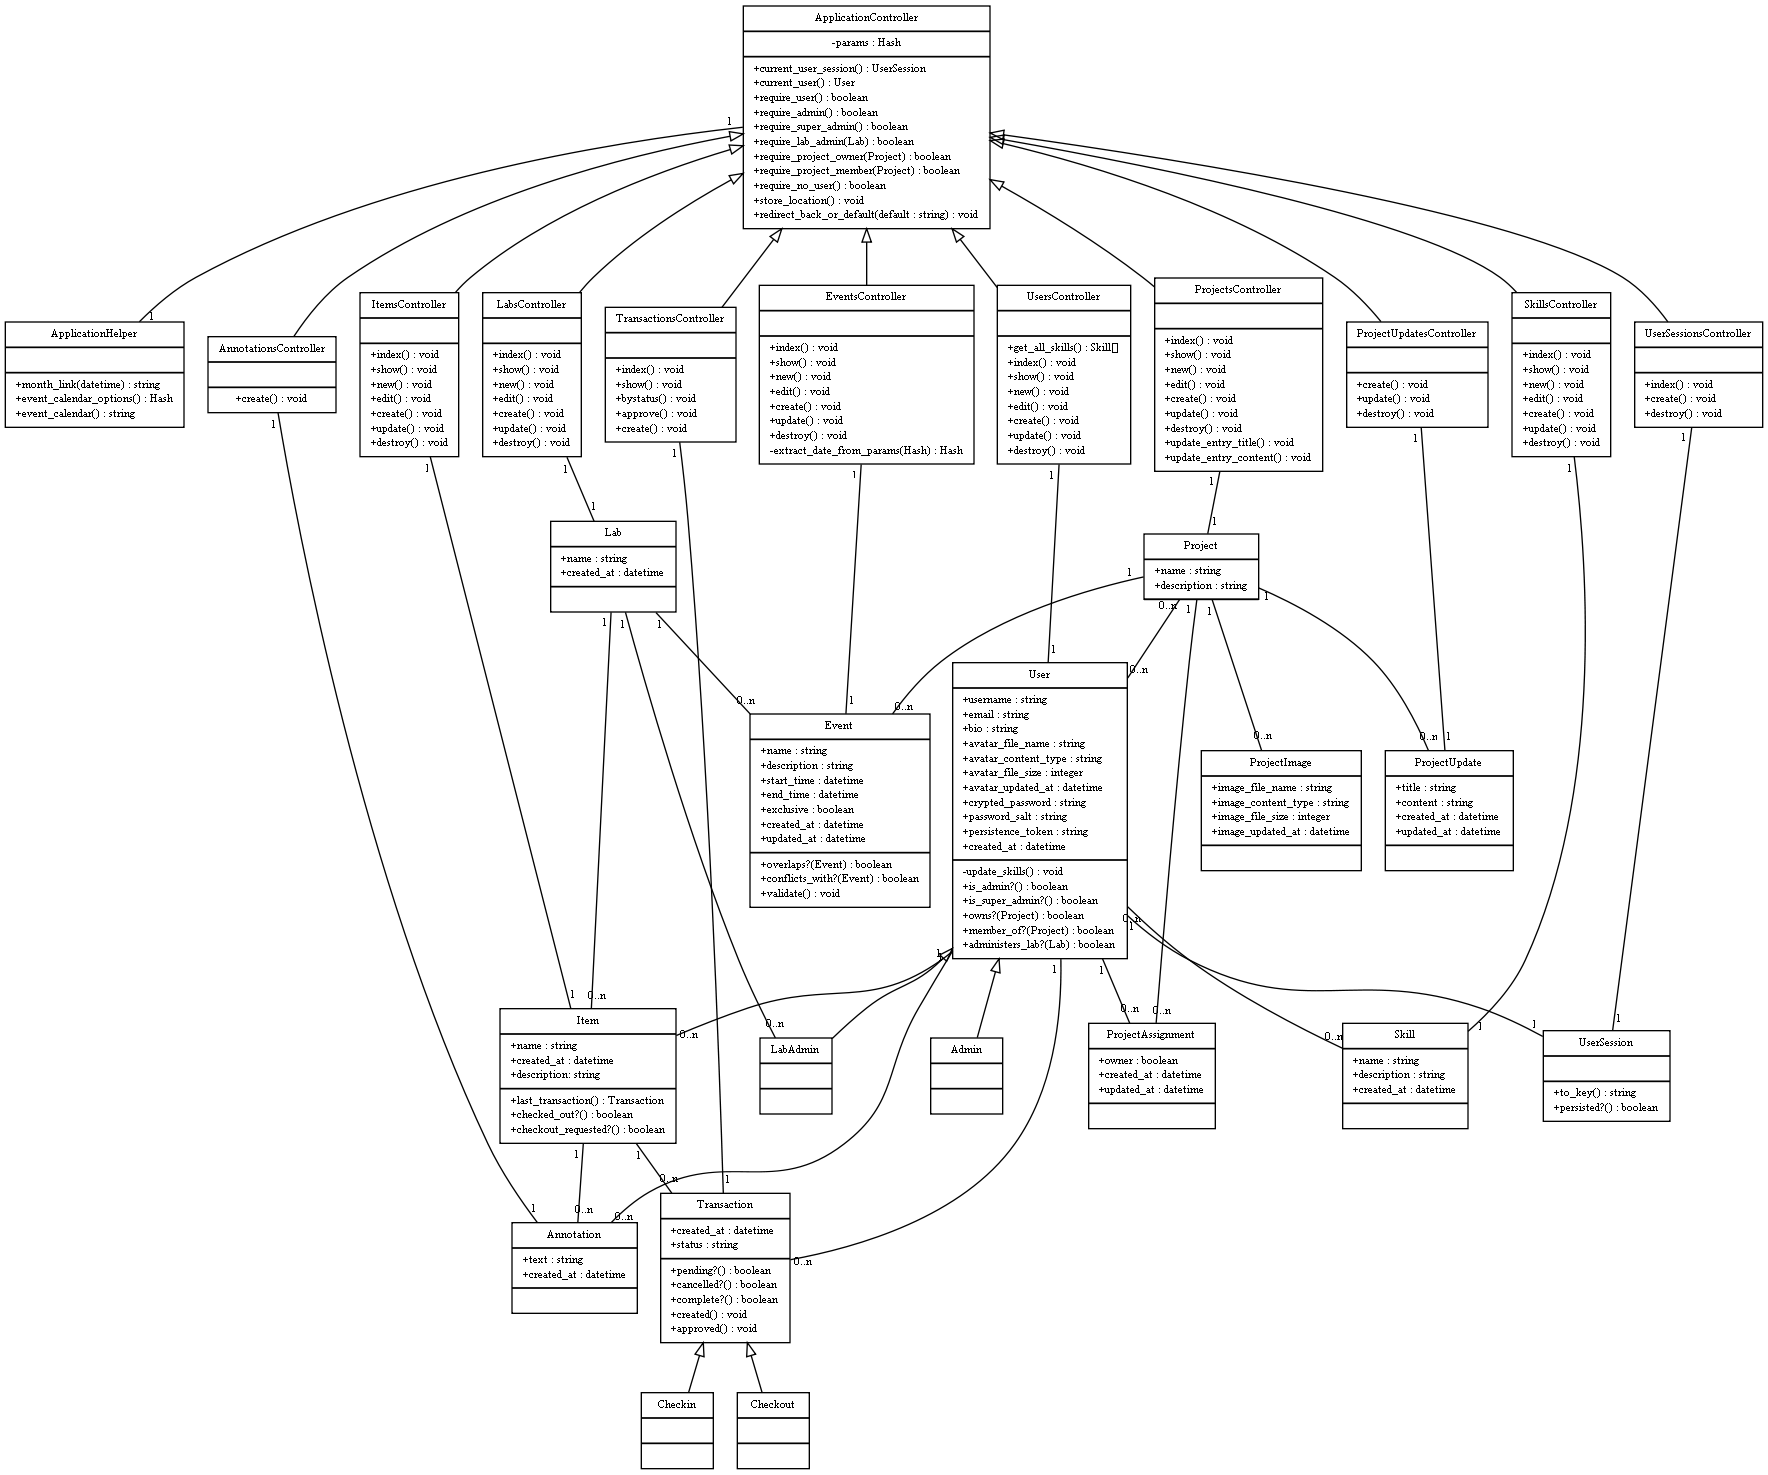 ApplicationController
-params : Hash
+current_user_session() : UserSession
+current_user() : User
+require_user() : boolean
+require_admin() : boolean
+require_super_admin() : boolean
+require_lab_admin(Lab) : boolean
+require_project_owner(Project) : boolean
+require_project_member(Project) : boolean
+require_no_user() : boolean
+store_location() : void
+redirect_back_or_default(default : string) : void
1
1
ApplicationHelper
+month_link(datetime) : string
+event_calendar_options() : Hash
+event_calendar() : string
AnnotationsController
+create() : void
1
ItemsController
+index() : void
+show() : void
+new() : void
+edit() : void
+create() : void
+update() : void
+destroy() : void
1
LabsController
+index() : void
+show() : void
+new() : void
+edit() : void
+create() : void
+update() : void
+destroy() : void
1
1
TransactionsController
+index() : void
+show() : void
+bystatus() : void
+approve() : void
+create() : void
1
EventsController
+index() : void
+show() : void
+new() : void
+edit() : void
+create() : void
+update() : void
+destroy() : void
-extract_date_from_params(Hash) : Hash
1
UsersController
+get_all_skills() : Skill[]
+index() : void
+show() : void
+new() : void
+edit() : void
+create() : void
+update() : void
+destroy() : void
1
ProjectsController
+index() : void
+show() : void
+new() : void
+edit() : void
+create() : void
+update() : void
+destroy() : void
+update_entry_title() : void
+update_entry_content() : void
1
1
ProjectUpdatesController
+create() : void
+update() : void
+destroy() : void
1
SkillsController
+index() : void
+show() : void
+new() : void
+edit() : void
+create() : void
+update() : void
+destroy() : void
1
UserSessionsController
+index() : void
+create() : void
+destroy() : void
1
Lab
+name : string
+created_at : datetime
1
1
1
Project
+name : string
+description : string
1
0..n
1
1
1
0..n
1
0..n
Event
+name : string
+description : string
+start_time : datetime
+end_time : datetime
+exclusive : boolean
+created_at : datetime
+updated_at : datetime
+overlaps?(Event) : boolean
+conflicts_with?(Event) : boolean
+validate() : void
1
0..n
User
+username : string
+email : string
+bio : string
+avatar_file_name : string
+avatar_content_type : string
+avatar_file_size : integer
+avatar_updated_at : datetime
+crypted_password : string
+password_salt : string
+persistence_token : string
+created_at : datetime
-update_skills() : void
+is_admin?() : boolean
+is_super_admin?() : boolean
+owns?(Project) : boolean
+member_of?(Project) : boolean
+administers_lab?(Lab) : boolean
0..n
1
1
1
1
0..n
ProjectImage
+image_file_name : string
+image_content_type : string
+image_file_size : integer
+image_updated_at : datetime
0..n
1
ProjectUpdate
+title : string
+content : string
+created_at : datetime
+updated_at : datetime
1
0..n
0..n
Item
+name : string
+created_at : datetime
+description: string
+last_transaction() : Transaction
+checked_out?() : boolean
+checkout_requested?() : boolean
1
1
0..n
LabAdmin
Admin
0..n
0..n
ProjectAssignment
+owner : boolean
+created_at : datetime
+updated_at : datetime
0..n
1
Skill
+name : string
+description : string
+created_at : datetime
1
1
UserSession
+to_key() : string
+persisted?() : boolean
1
0..n
0..n
Annotation
+text : string
+created_at : datetime
0..n
1
0..n
Transaction
+created_at : datetime
+status : string
+pending?() : boolean
+cancelled?() : boolean
+complete?() : boolean
+created() : void
+approved() : void
Checkin
Checkout